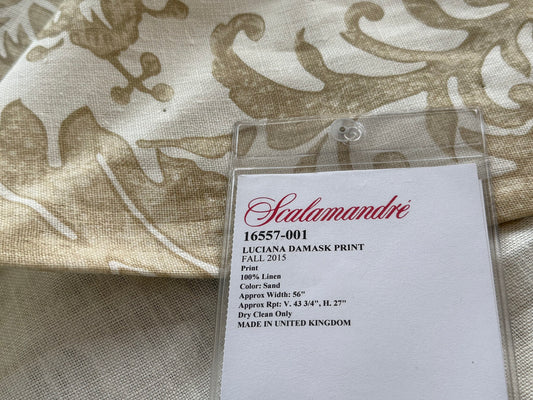 Scalamandré
16557-001
LUCIANA DAMASK PRINT
FALL 2015
Print
100% Linen
Color: Sand
Approx Width: 56"
Approx Rpt: V. 43 3/4", H. 27"
Dry Clean Only
MADE IN UNITED KINGDOM